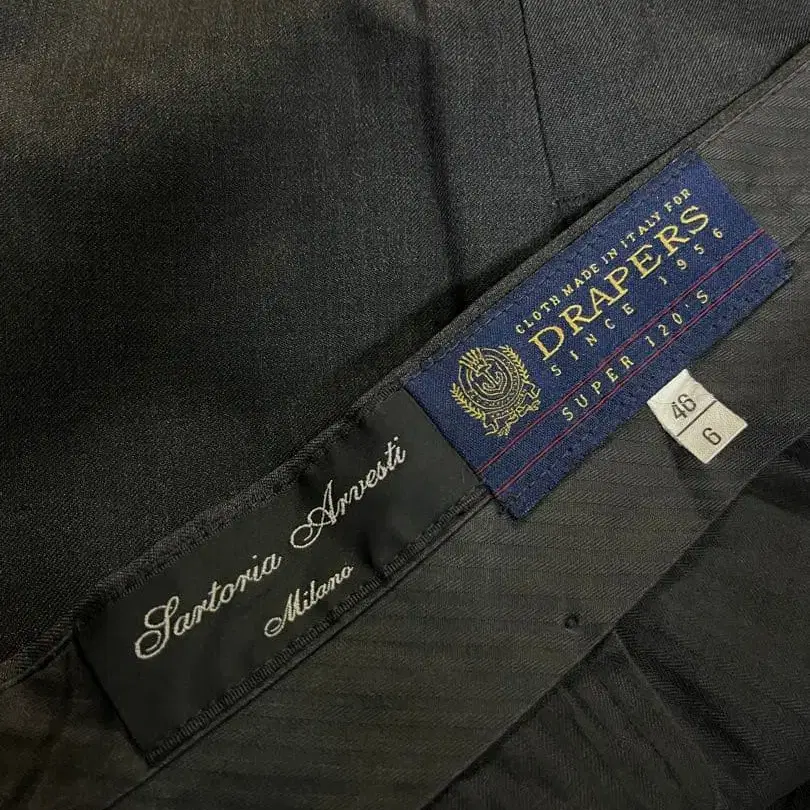 CLOTH MADE IN ITALY FOR
DRAPERS
SINCE 1956
SUPER 120'S
46
6
Sartoria Arvesti
Milano